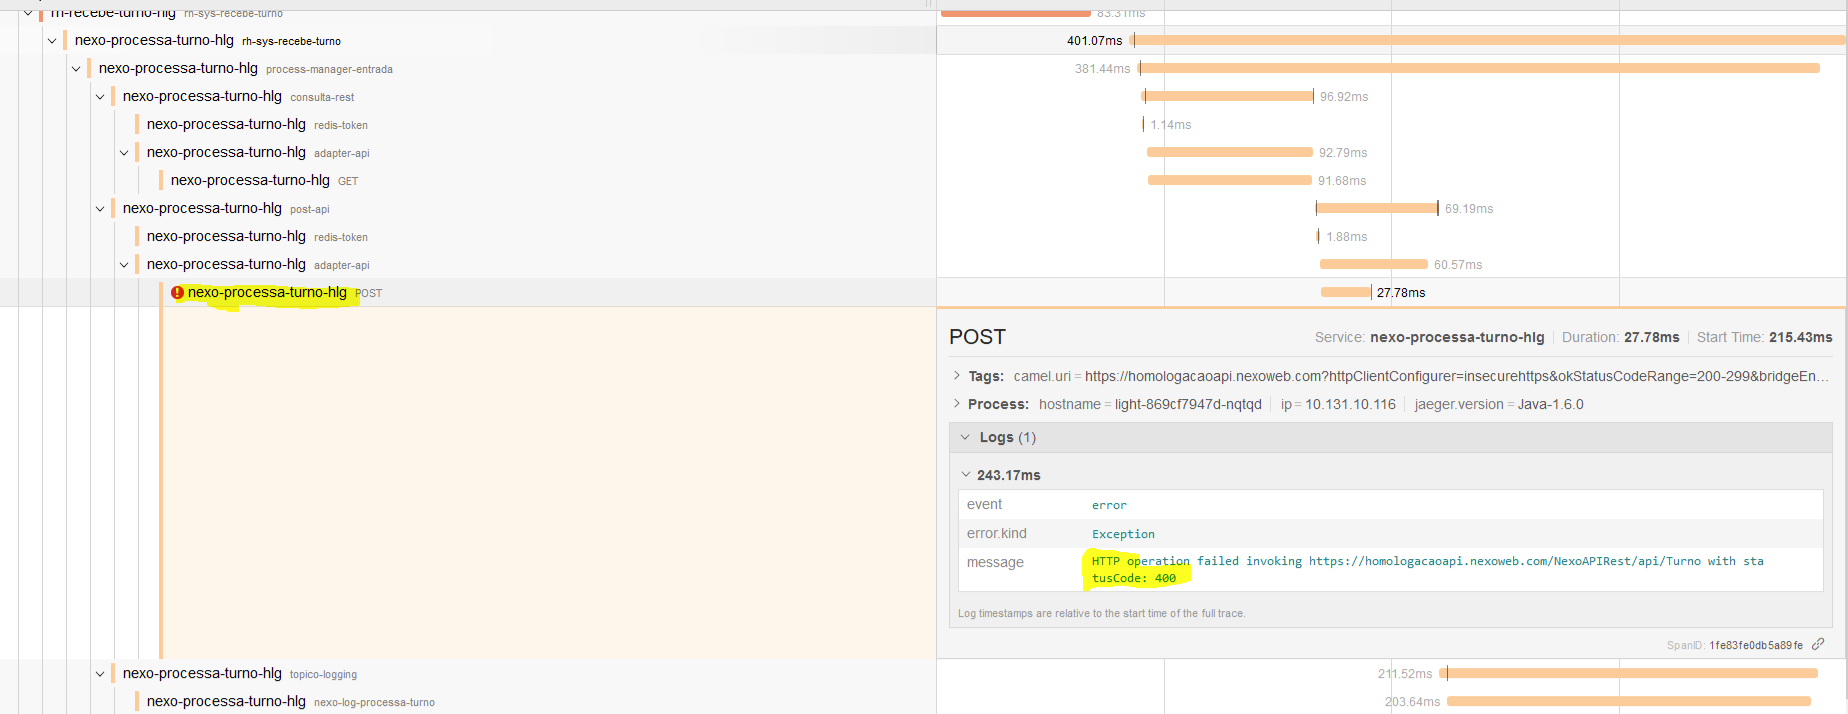 rh-recebe-turno-hlg rh-sys-recebe-turno 83.31ms
nexo-processa-turno-hlg rh-sys-recebe-turno 401.07ms
nexo-processa-turno-hlg process-manager-entrada 381.44ms
nexo-processa-turno-hlg consulta-rest 96.92ms
nexo-processa-turno-hlg redis-token 1.14ms
nexo-processa-turno-hlg adapter-api 92.79ms
nexo-processa-turno-hlg GET 91.68ms
nexo-processa-turno-hlg post-api 69.19ms
nexo-processa-turno-hlg redis-token 1.88ms
nexo-processa-turno-hlg adapter-api 60.57ms
nexo-processa-turno-hlg POST 27.78ms
POST Service: nexo-processa-turno-hlg Duration: 27.78ms Start Time: 215.43ms
Tags: camel.uri = https://homologacaoapi.nexoweb.com?httpClientConfigurer=insecurehttps&okStatusCodeRange=200-299&bridgeEn...
Process: hostname = light-869cf7947d-nqtqd ip = 10.131.10.116 jaeger.version = Java-1.6.0
Logs (1)
243.17ms
event error
error.kind Exception
message HTTP operation failed invoking https://homologacaoapi.nexoweb.com/NexoAPIRest/api/Turno with sta
tusCode: 400
Log timestamps are relative to the start time of the full trace.
SpanID: 1fe83fe0db5a89fe
nexo-processa-turno-hlg topico-logging 211.52ms
nexo-processa-turno-hlg nexo-log-processa-turno 203.64ms